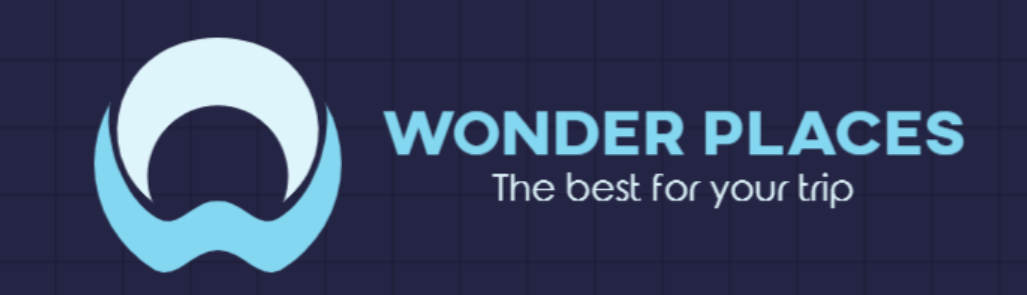 WONDER PLACES
The best for your trip